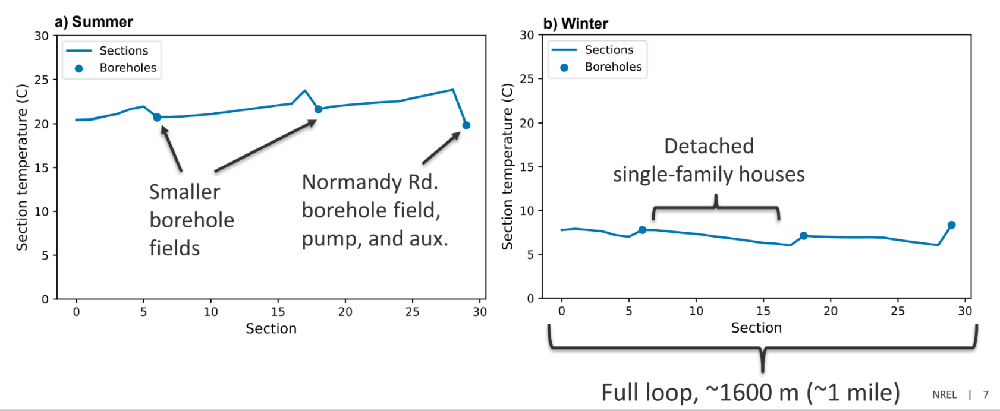 a) Summer
30
25
20
15
10
5
0
Section temperature (C)
Sections
Boreholes
Smaller
borehole
fields
Normandy Rd.
borehole field,
pump, and aux.
0 5 10 15 20 25 30
Section
b) Winter
30
25
20
15
10
5
0
Section temperature (C)
Sections
Boreholes
Detached
single-family houses
0 5 10 15 20 25 30
Section
Full loop, ~1600 m (~1 mile)
NREL | 7